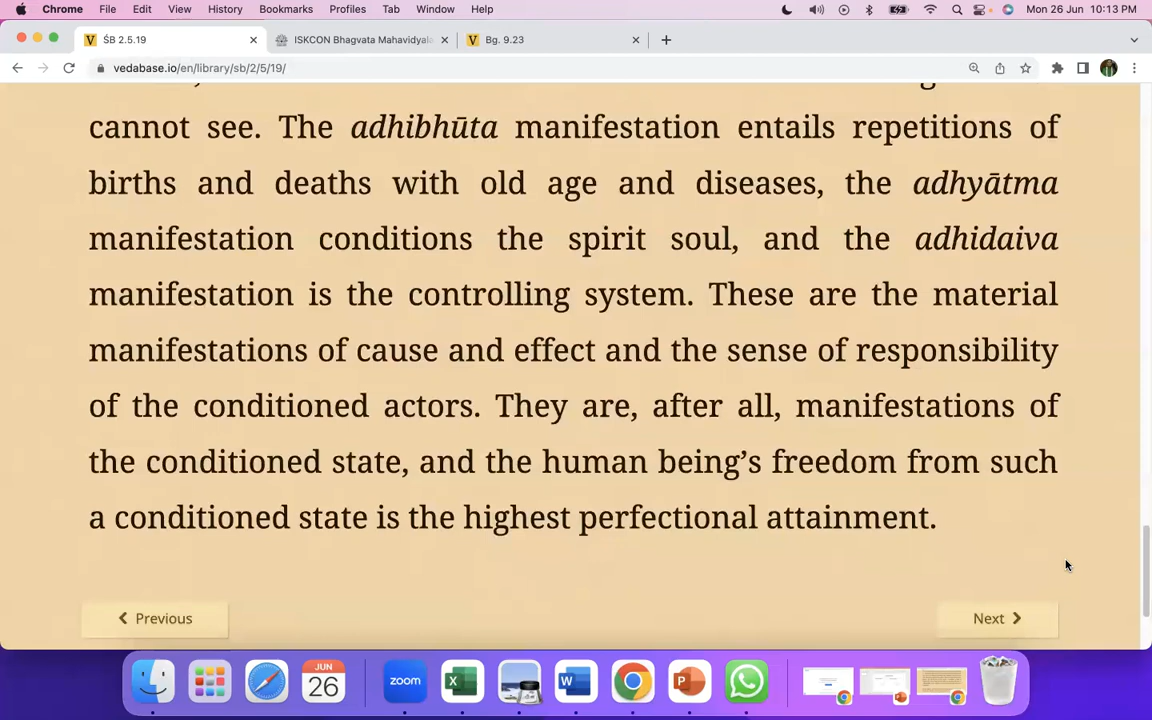 Chrome File Edit View History Bookmarks Profiles Tab Window Help Mon 26 Jun 10:13 PM
ŚB 2.5.19 ISKCON Bhagvata Mahavidyalo Bg. 9.23
vedabase.io/en/library/sb/2/5/19/
cannot see. The adhibhūta manifestation entails repetitions of
births and deaths with old age and diseases, the adhyātma
manifestation conditions the spirit soul, and the adhidaiva
manifestation is the controlling system. These are the material
manifestations of cause and effect and the sense of responsibility
of the conditioned actors. They are, after all, manifestations of
the conditioned state, and the human being’s freedom from such
a conditioned state is the highest perfectional attainment.
Previous Next
JUN
26
zoom